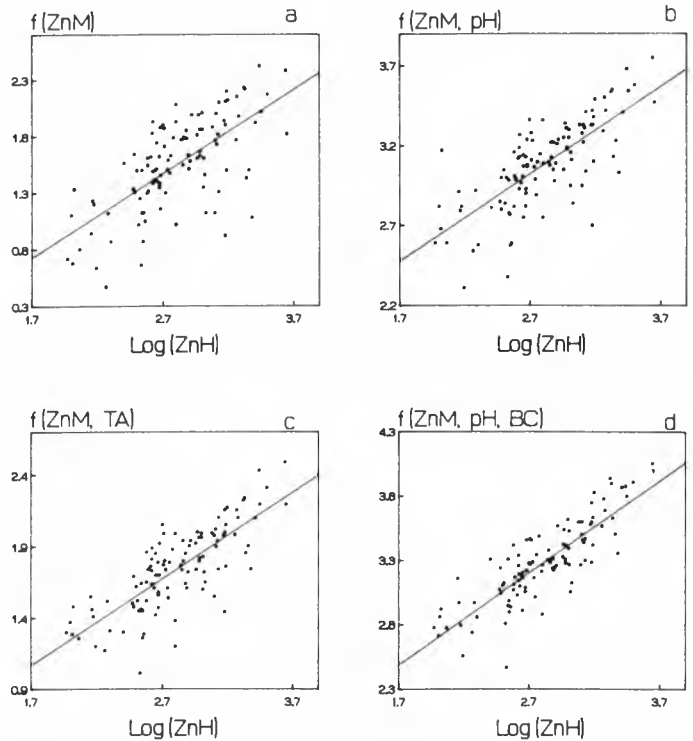 f (ZnM) a
2.3
1.8
1.3
0.8
0.3
1.7 2.7 3.7
Log (ZnH)
f (ZnM, pH) b
3.7
3.2
2.7
2.2
1.7 2.7 3.7
Log (ZnH)
f (ZnM, TA) c
2.4
1.9
1.4
0.9
1.7 2.7 3.7
Log (ZnH)
f (ZnM, pH, BC) d
4.3
3.8
3.3
2.8
2.3
1.7 2.7 3.7
Log (ZnH)